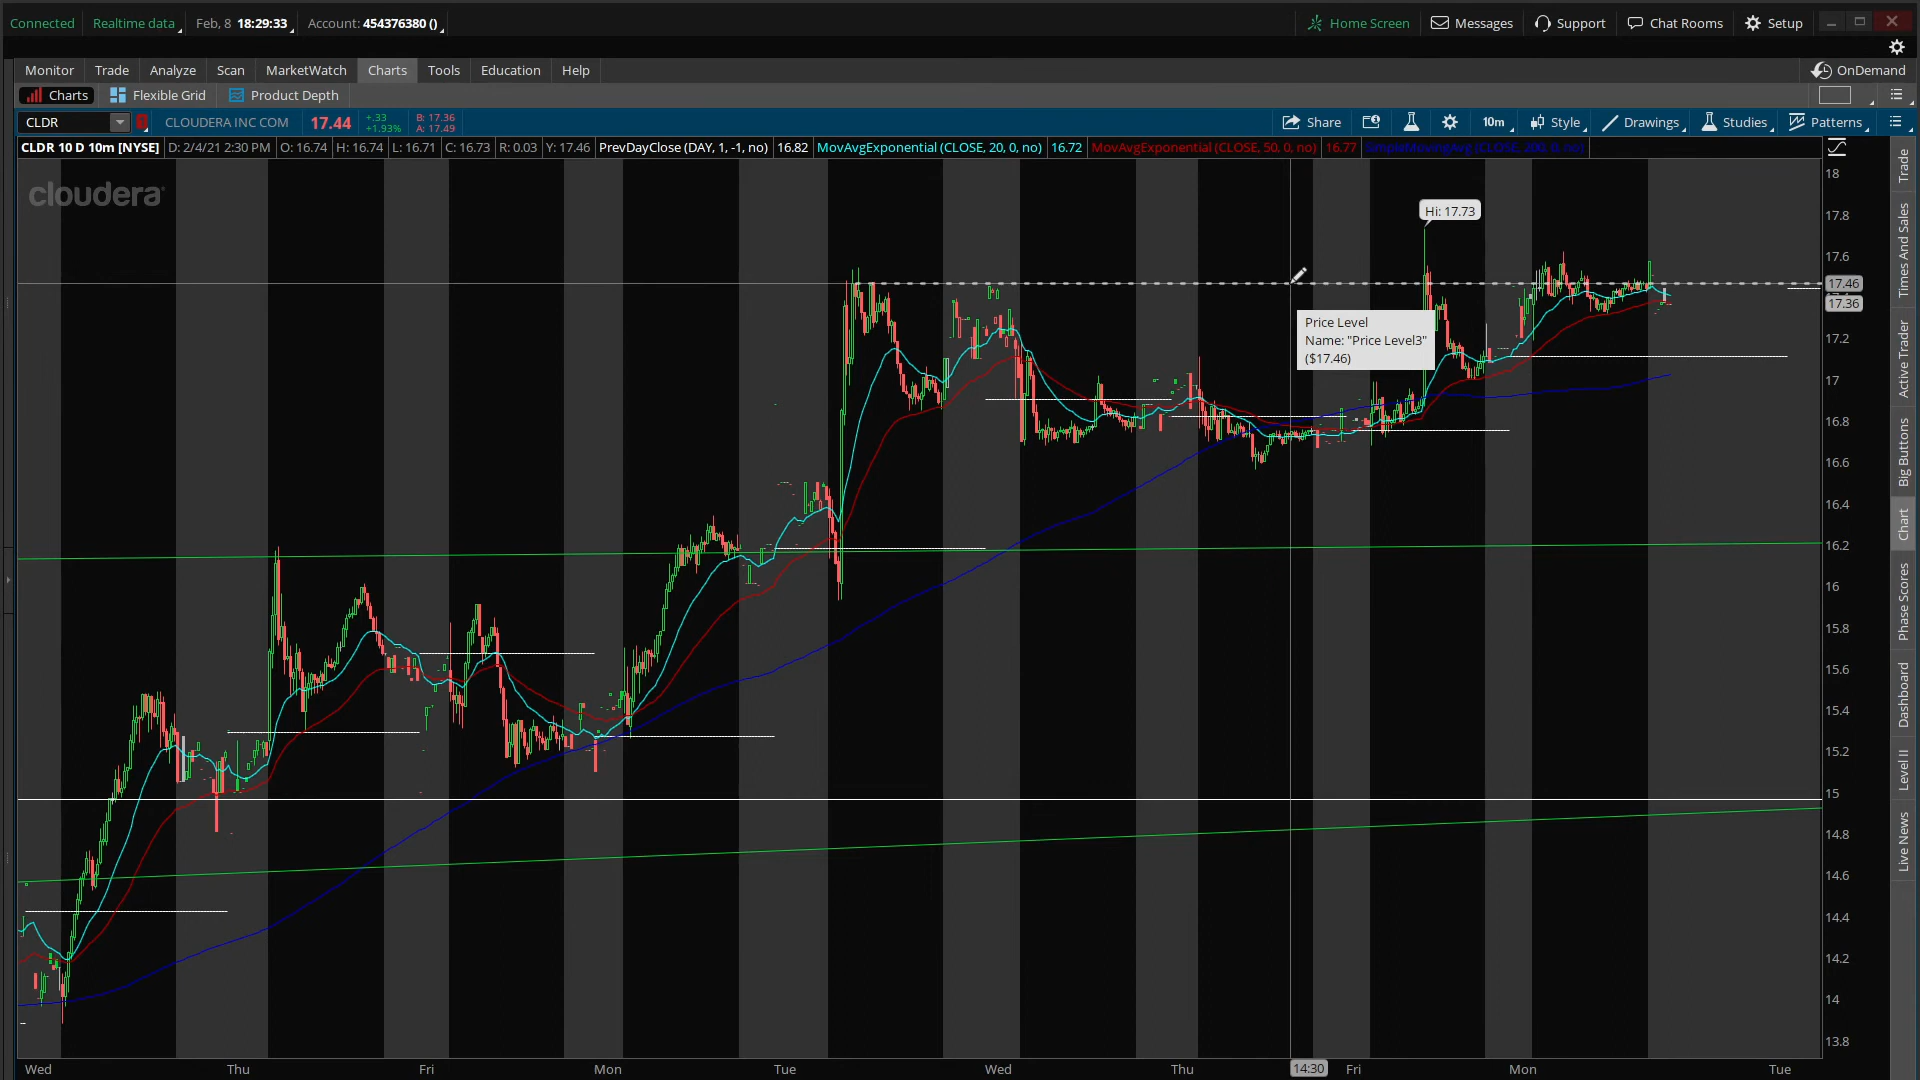 Connected Realtime data Feb, 8 18:29:33 Account: 454376380 () Home Screen Messages Support Chat Rooms Setup
Monitor Trade Analyze Scan MarketWatch Charts Tools Education Help OnDemand
Charts Flexible Grid Product Depth
CLDR CLOUDERA INC COM 17.44 +.33 +1.93% B: 17.36 A: 17.49 Share 10m Style Drawings Studies Patterns
CLDR 10 D 10m [NYSE] D: 2/4/21 2:30 PM O: 16.74 H: 16.74 L: 16.71 C: 16.73 R: 0.03 Y: 17.46 PrevDayClose (DAY, 1, -1, no) 16.82 MovAvgExponential (CLOSE, 20, 0, no) 16.72 MovAvgExponential (CLOSE, 50, 0, no) 16.77 SimpleMovingAvg (CLOSE, 200, 0, no)
cloudera
Hi: 17.73
Price Level
Name: "Price Level3"
($17.46)
18
17.8
17.6
17.46
17.36
17.2
17
16.8
16.6
16.4
16.2
16
15.8
15.6
15.4
15.2
15
14.8
14.6
14.4
14.2
14
13.8
Wed Thu Fri Mon Tue Wed Thu 14:30 Fri Mon Tue
Trade
Times And Sales
Active Trader
Big Buttons
Chart
Phase Scores
Dashboard
Level II
Live News